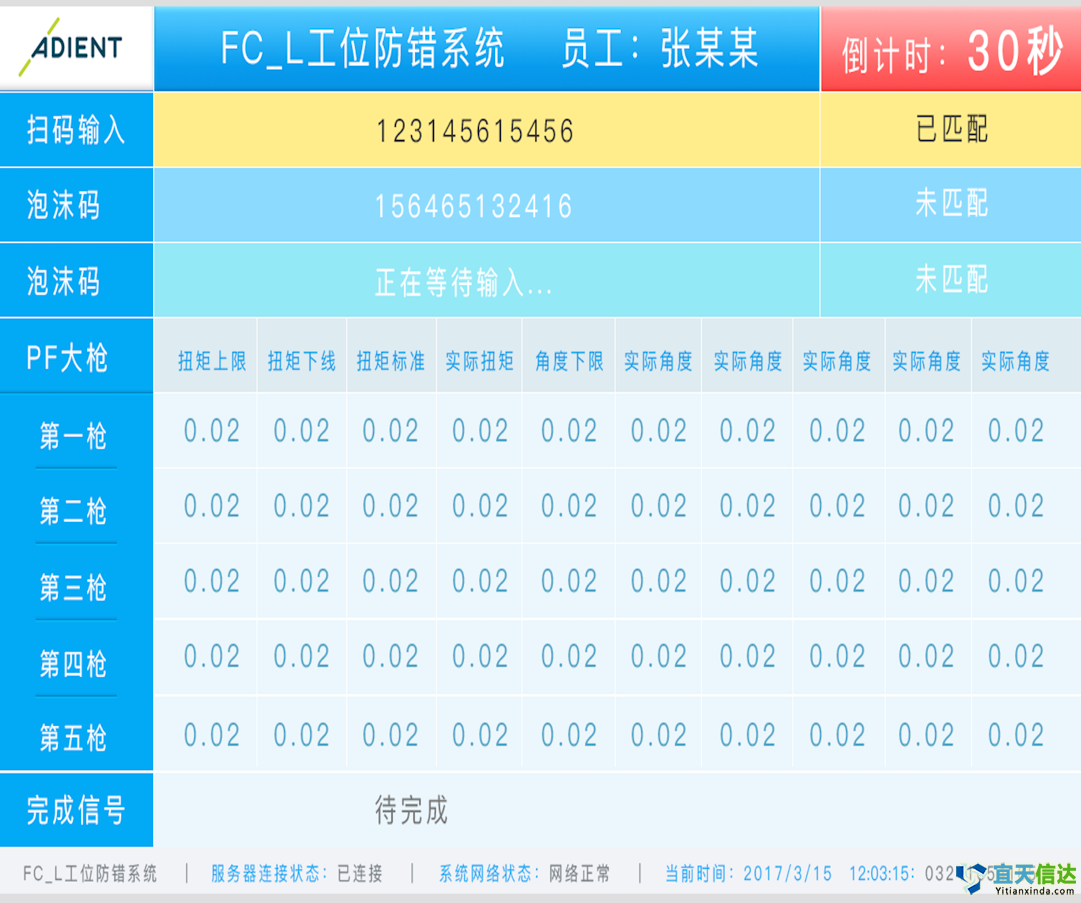 ADIENT FC_L工位防错系统 员工：张某某 倒计时：30秒
扫码输入 123145615456 已匹配
泡沫码 156465132416 未匹配
泡沫码 正在等待输入... 未匹配
PF大枪 扭矩上限 扭矩下线 扭矩标准 实际扭矩 角度下限 实际角度 实际角度 实际角度 实际角度 实际角度
第一枪 0.02 0.02 0.02 0.02 0.02 0.02 0.02 0.02 0.02 0.02
第二枪 0.02 0.02 0.02 0.02 0.02 0.02 0.02 0.02 0.02 0.02
第三枪 0.02 0.02 0.02 0.02 0.02 0.02 0.02 0.02 0.02 0.02
第四枪 0.02 0.02 0.02 0.02 0.02 0.02 0.02 0.02 0.02 0.02
第五枪 0.02 0.02 0.02 0.02 0.02 0.02 0.02 0.02 0.02 0.02
完成信号 待完成
FC_L工位防错系统 | 服务器连接状态：已连接 | 系统网络状态：网络正常 | 当前时间：2017/3/15 12:03:15：
宜天信达
Yitianxinda.com